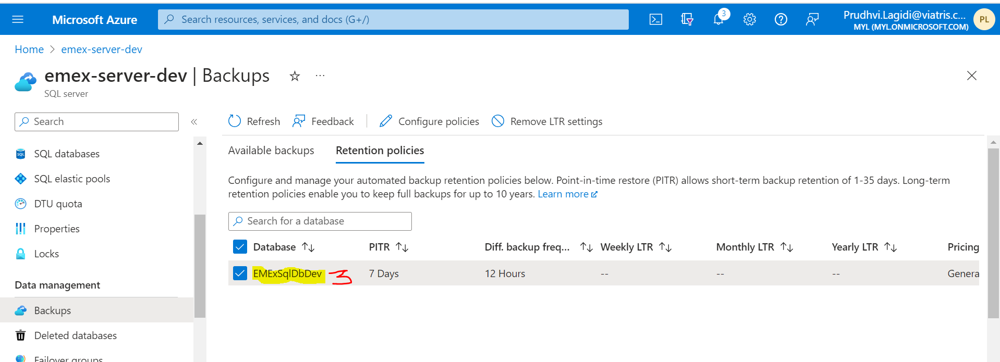 Microsoft Azure
Search resources, services, and docs (G+/)
3
Prudhvi.Lagidi@viatris.c...
MYL (MYL.ONMICROSOFT.COM)
PL
Home > emex-server-dev
emex-server-dev | Backups
SQL server
Search
Refresh
Feedback
Configure policies
Remove LTR settings
SQL databases
SQL elastic pools
DTU quota
Properties
Locks
Data management
Backups
Deleted databases
Failover groups
Available backups
Retention policies
Configure and manage your automated backup retention policies below. Point-in-time restore (PITR) allows short-term backup retention of 1-35 days. Long-term
retention policies enable you to keep full backups for up to 10 years. Learn more
Search for a database
Database PITR Diff. backup freq... Weekly LTR Monthly LTR Yearly LTR Pricing
EMExSqlDbDev 3 7 Days 12 Hours -- -- -- Genera